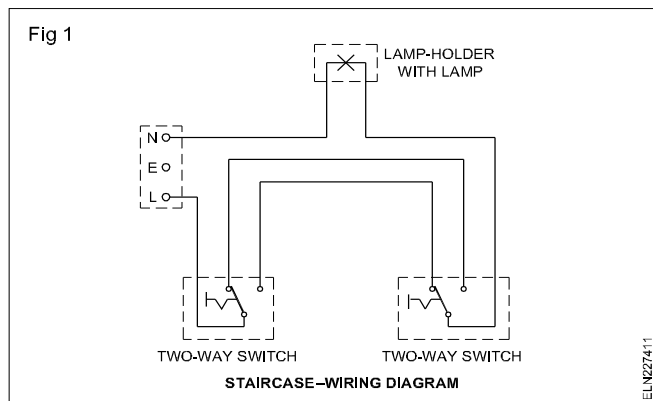 Fig 1
LAMP-HOLDER
WITH LAMP
N
E
L
TWO-WAY SWITCH
TWO-WAY SWITCH
STAIRCASE–WIRING DIAGRAM
ELN227411